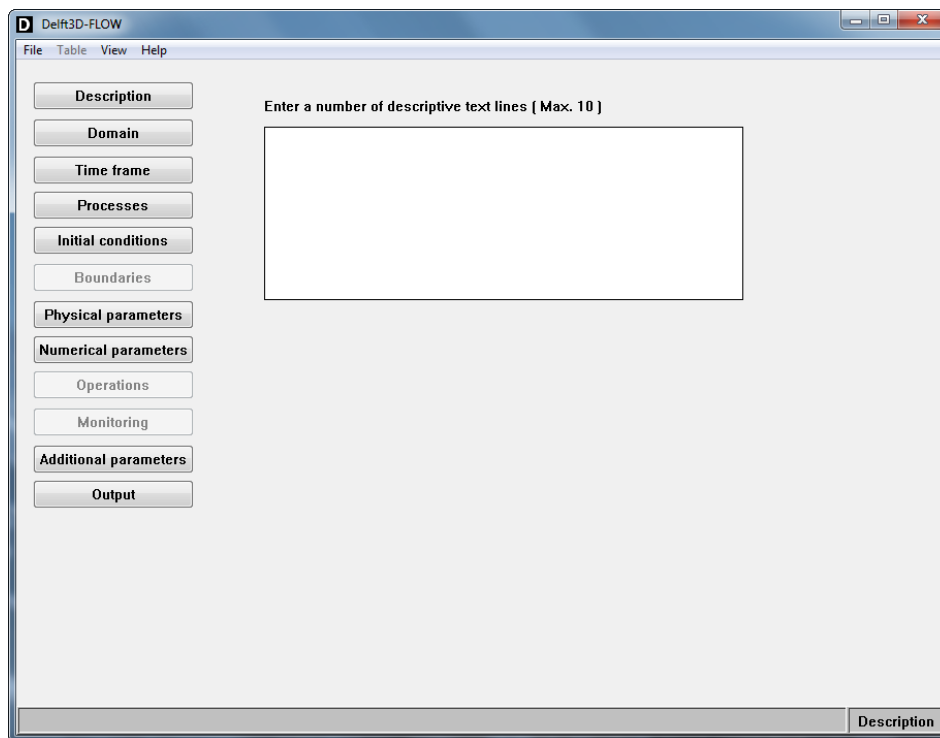 D Delft3D-FLOW
File Table View Help
Description
Enter a number of descriptive text lines ( Max. 10 )
Domain
Time frame
Processes
Initial conditions
Boundaries
Physical parameters
Numerical parameters
Operations
Monitoring
Additional parameters
Output
Description